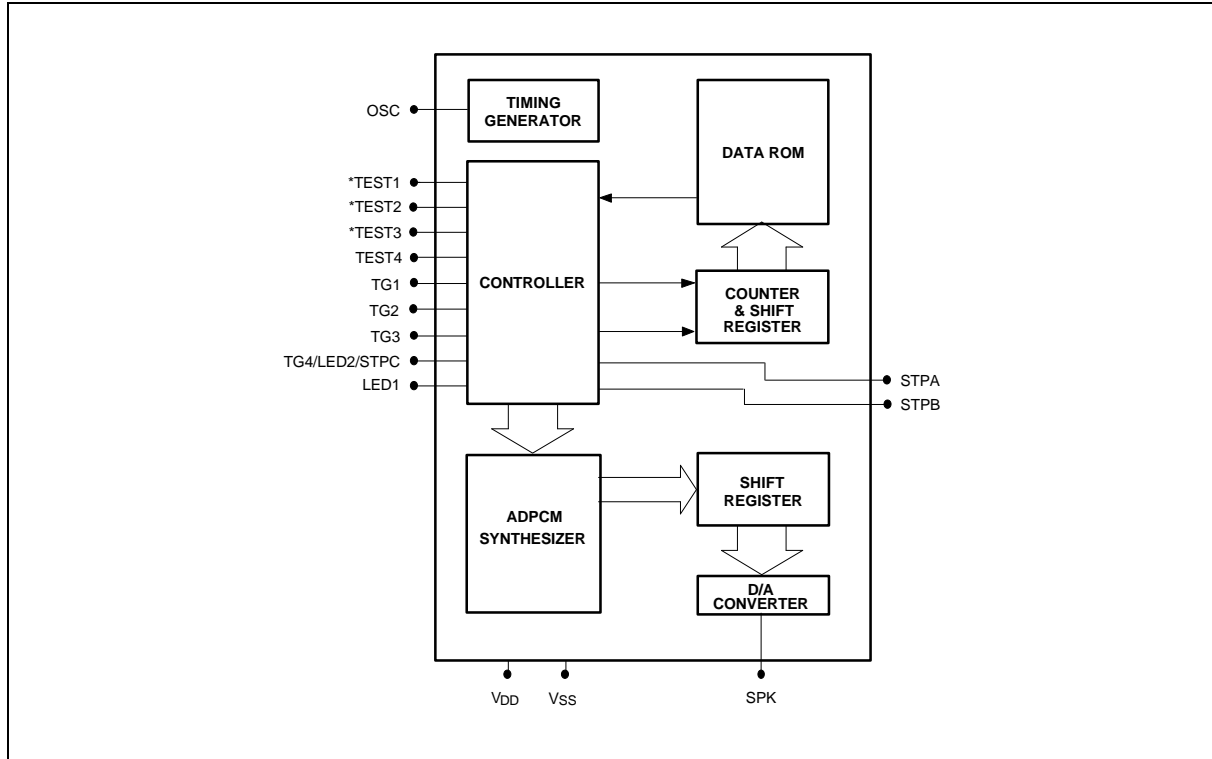 OSC
TIMING
GENERATOR
DATA ROM
*TEST1
*TEST2
*TEST3
TEST4
TG1
TG2
TG3
TG4/LED2/STPC
LED1
CONTROLLER
COUNTER
& SHIFT
REGISTER
STPA
STPB
ADPCM
SYNTHESIZER
SHIFT
REGISTER
D/A
CONVERTER
VDD
VSS
SPK